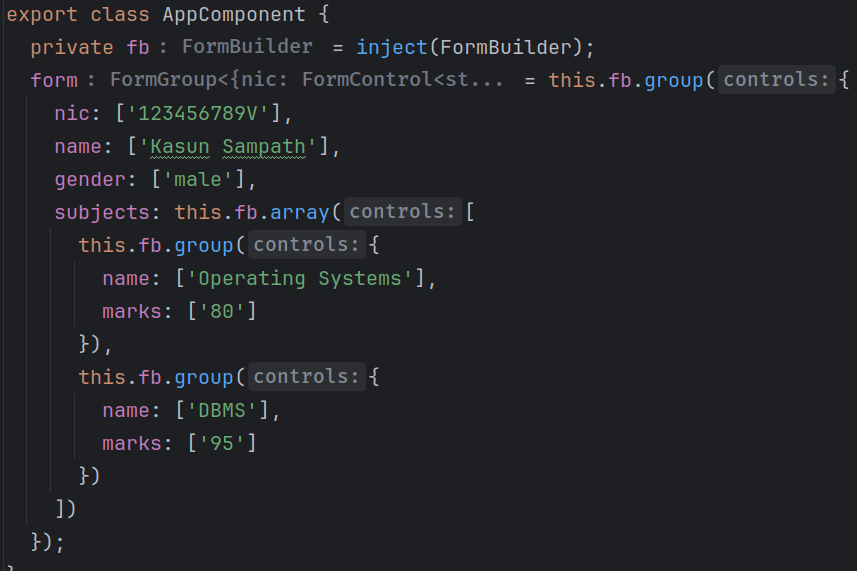 export class AppComponent {
private fb : FormBuilder = inject(FormBuilder);
form : FormGroup<{nic: FormControl<st... = this.fb.group( controls: {
nic: ['123456789V'],
name: ['Kasun Sampath'],
gender: ['male'],
subjects: this.fb.array( controls: [
this.fb.group( controls: {
name: ['Operating Systems'],
marks: ['80']
}),
this.fb.group( controls: {
name: ['DBMS'],
marks: ['95']
})
])
});
}